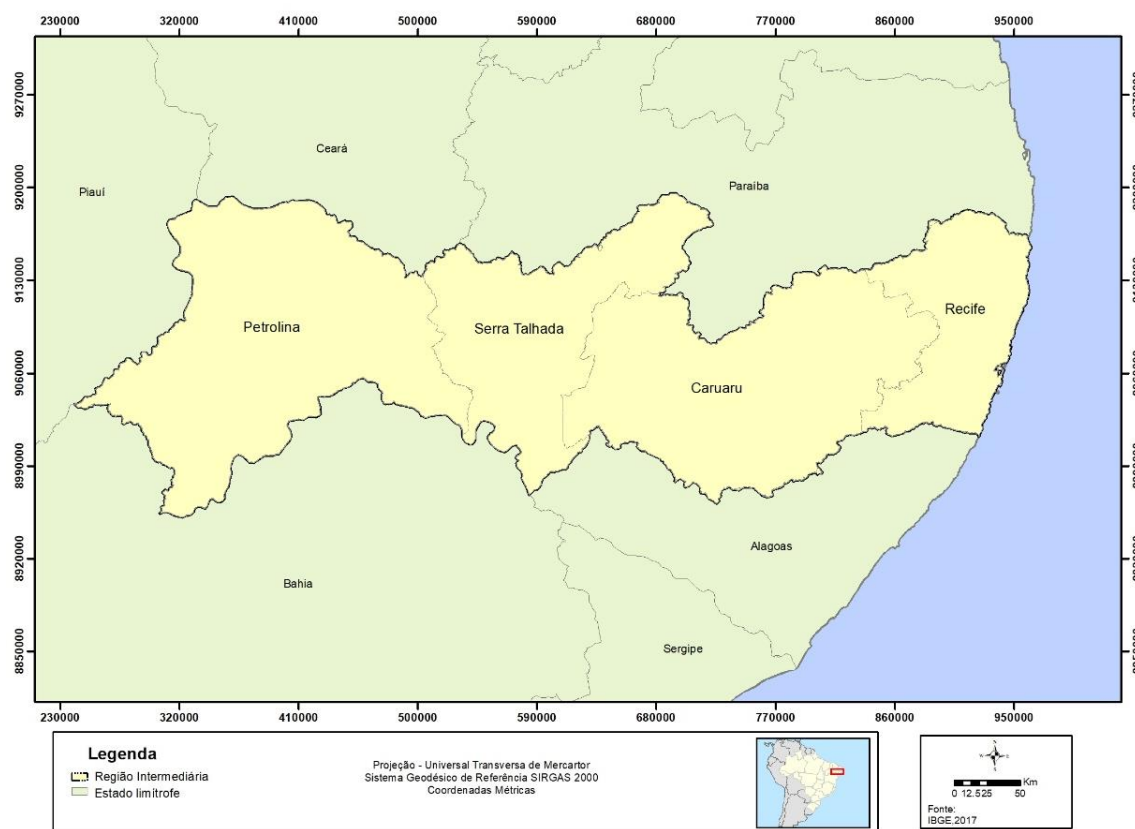 230000 320000 410000 500000 590000 680000 770000 860000 950000
9270000
9200000
9130000
9060000
8990000
8920000
8850000
Ceará
Piauí
Paraíba
Petrolina
Serra Talhada
Recife
Caruaru
Alagoas
Bahia
Sergipe
230000 320000 410000 500000 590000 680000 770000 860000 950000
Legenda
Região Intermediária
Estado limítrofe
Projeção - Universal Transversa de Mercartor
Sistema Geodésico de Referência SIRGAS 2000
Coordenadas Métricas
Km
0 12.525 50
Fonte:
IBGE,2017